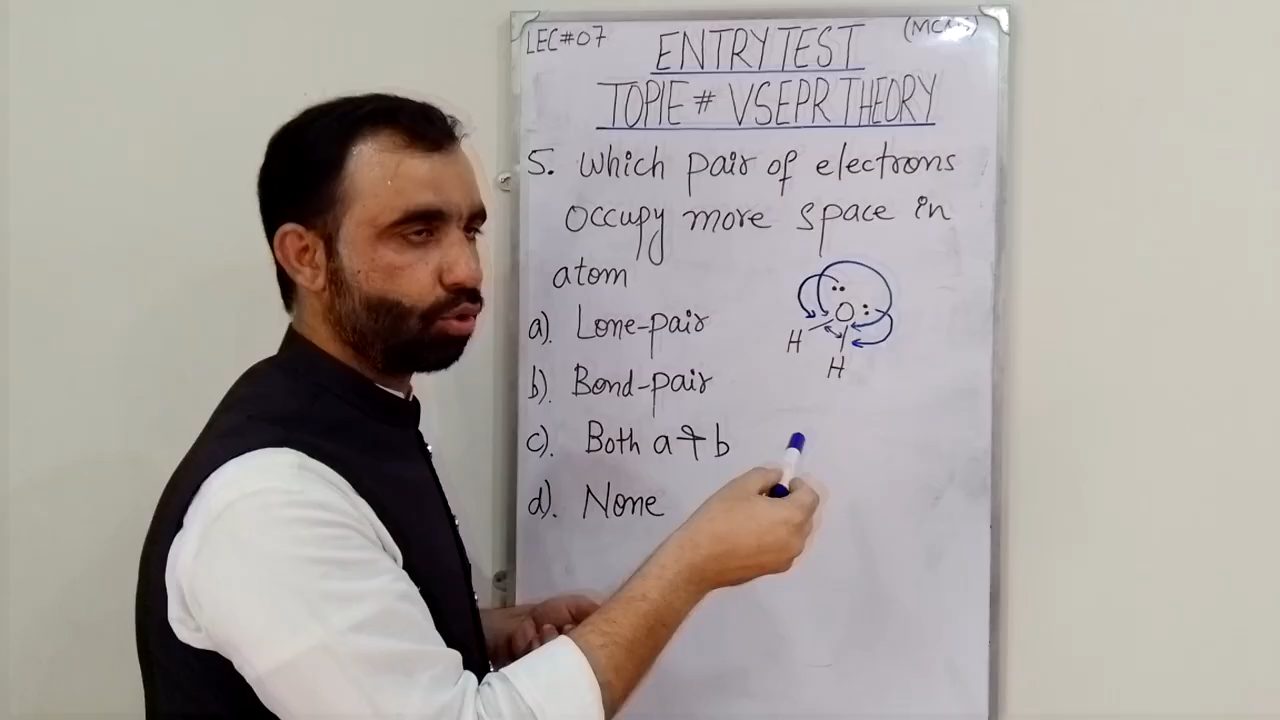 LEC#07
(MCQs)
ENTRY TEST
TOPIE # VSEPR THEORY
5. Which pair of electrons
occupy more space in
atom
a). Lone-pair
b). Bond-pair
c). Both a & b
d). None
O
H
H